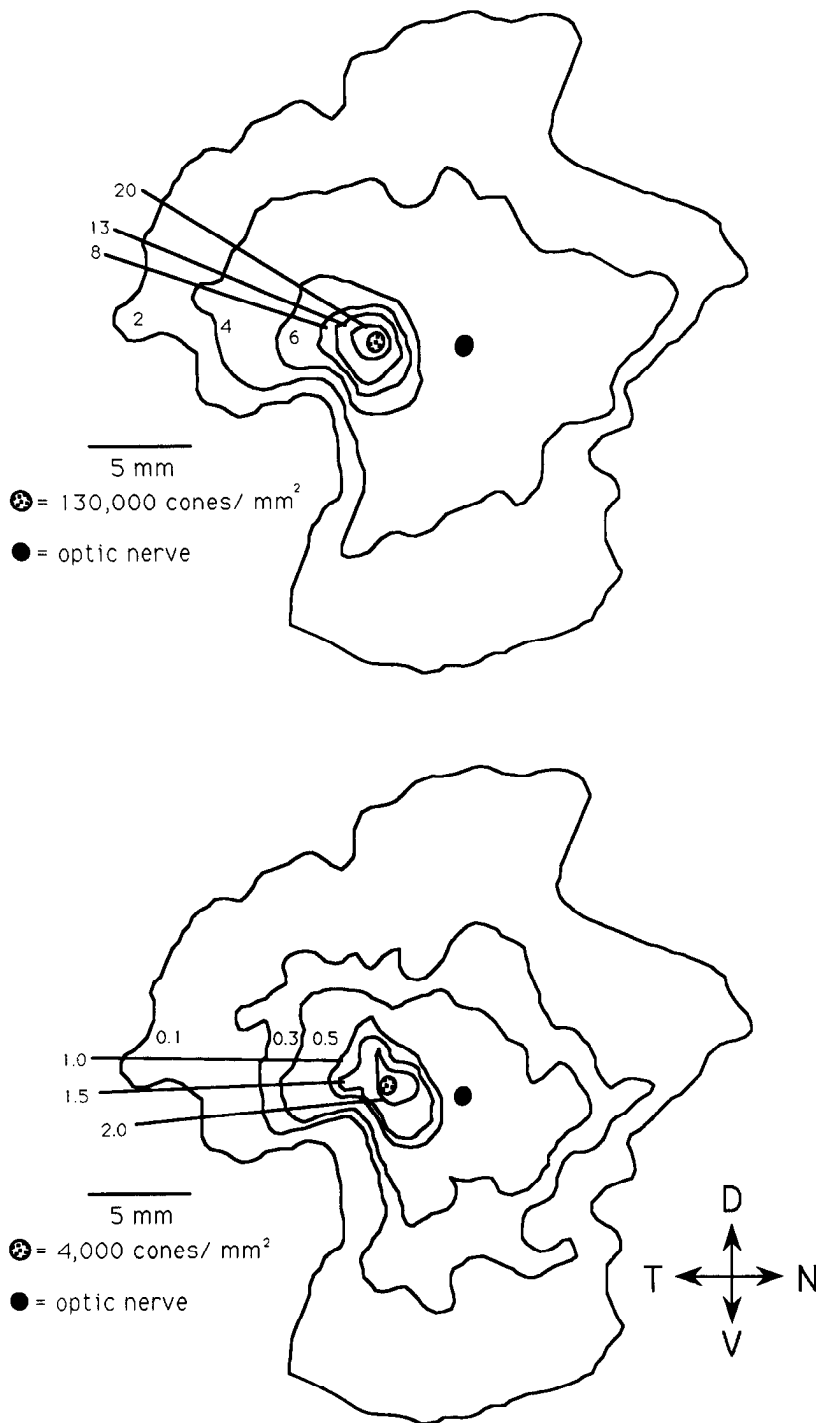 20
13
8
2
4
6
5 mm
= 130,000 cones/ mm²
= optic nerve
0.1
0.3
0.5
1.0
1.5
2.0
5 mm
= 4,000 cones/ mm²
= optic nerve
D
T
N
V